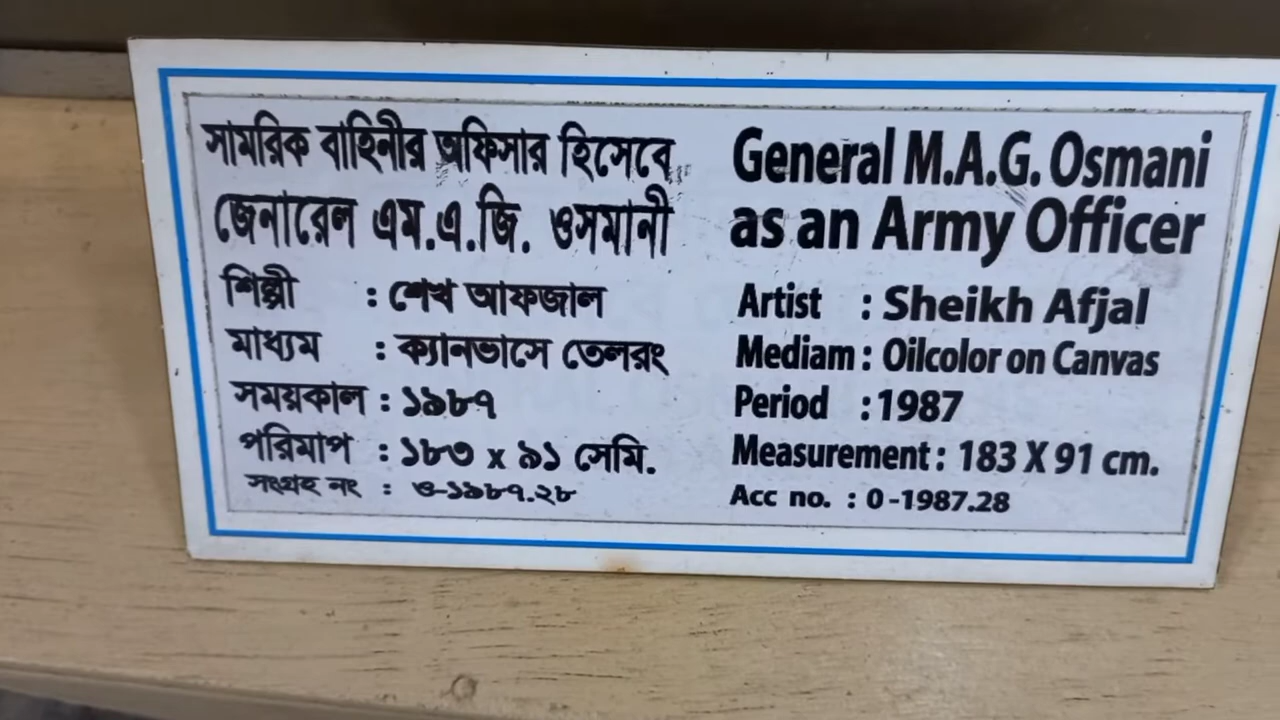 সামরিক বাহিনীর অফিসার হিসেবে
জেনারেল এম.এ.জি. ওসমানী
শিল্পী : শেখ আফজাল
মাধ্যম : ক্যানভাসে তেলরং
সময়কাল : ১৯৮৭
পরিমাপ : ১৮৩ x ৯১ সেমি.
সংগ্রহ নং : ও-১৯৮৭.২৮
General M.A.G. Osmani
as an Army Officer
Artist : Sheikh Afjal
Mediam : Oilcolor on Canvas
Period : 1987
Measurement : 183 X 91 cm.
Acc no. : 0-1987.28